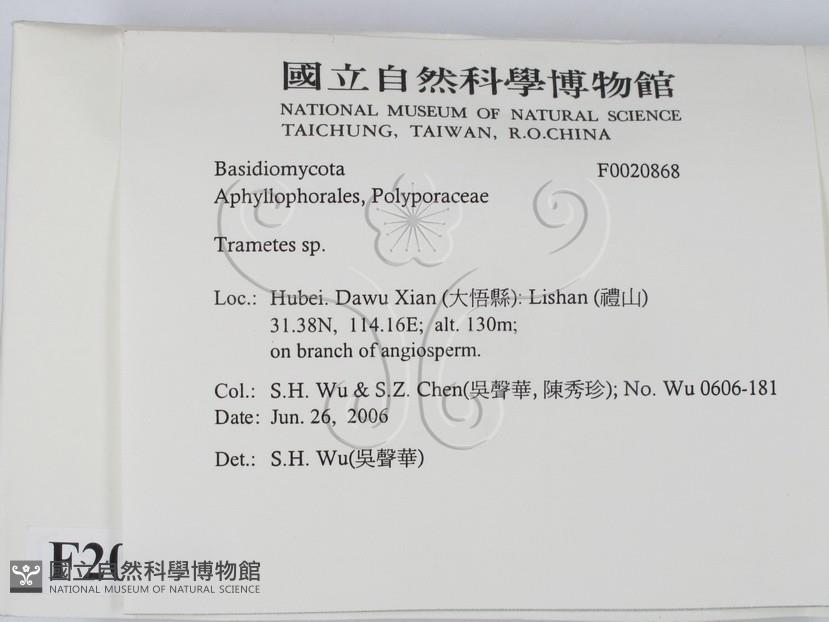 國立自然科學博物館
NATIONAL MUSEUM OF NATURAL SCIENCE
TAICHUNG, TAIWAN, R.O.CHINA
Basidiomycota F0020868
Aphyllophorales, Polyporaceae
Trametes sp.
Loc.: Hubei. Dawu Xian (大悟縣): Lishan (禮山)
31.38N, 114.16E; alt. 130m;
on branch of angiosperm.
Col.: S.H. Wu & S.Z. Chen(吳聲華, 陳秀珍); No. Wu 0606-181
Date: Jun. 26, 2006
Det.: S.H. Wu(吳聲華)
國立自然科學博物館
NATIONAL MUSEUM OF NATURAL SCIENCE